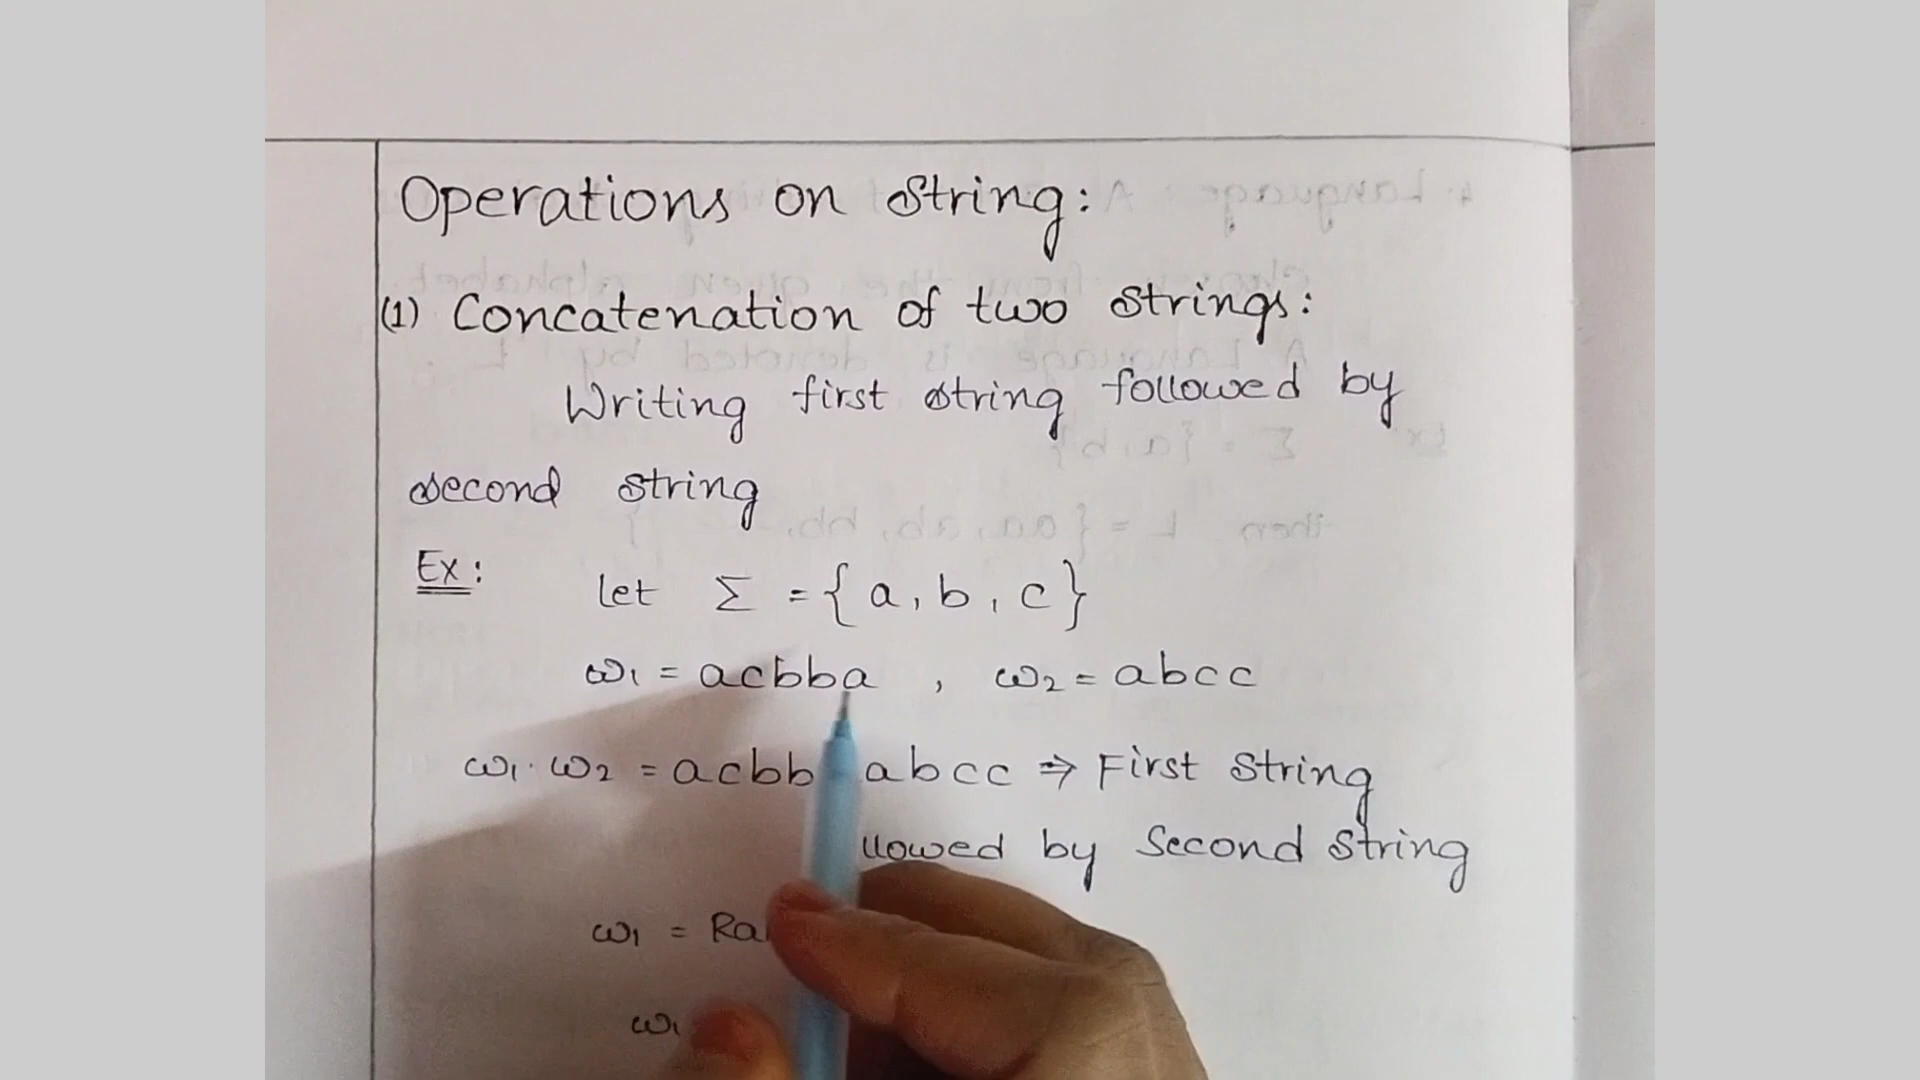 Operations on string:
(1) Concatenation of two strings:
Writing first string followed by
second string
Ex: Let Σ = {a, b, c}
ω₁ = acbba , ω₂ = abcc
ω₁·ω₂ = acbb abcc ⇒ First string
llowed by Second string
ω₁ = Ra
ω₁